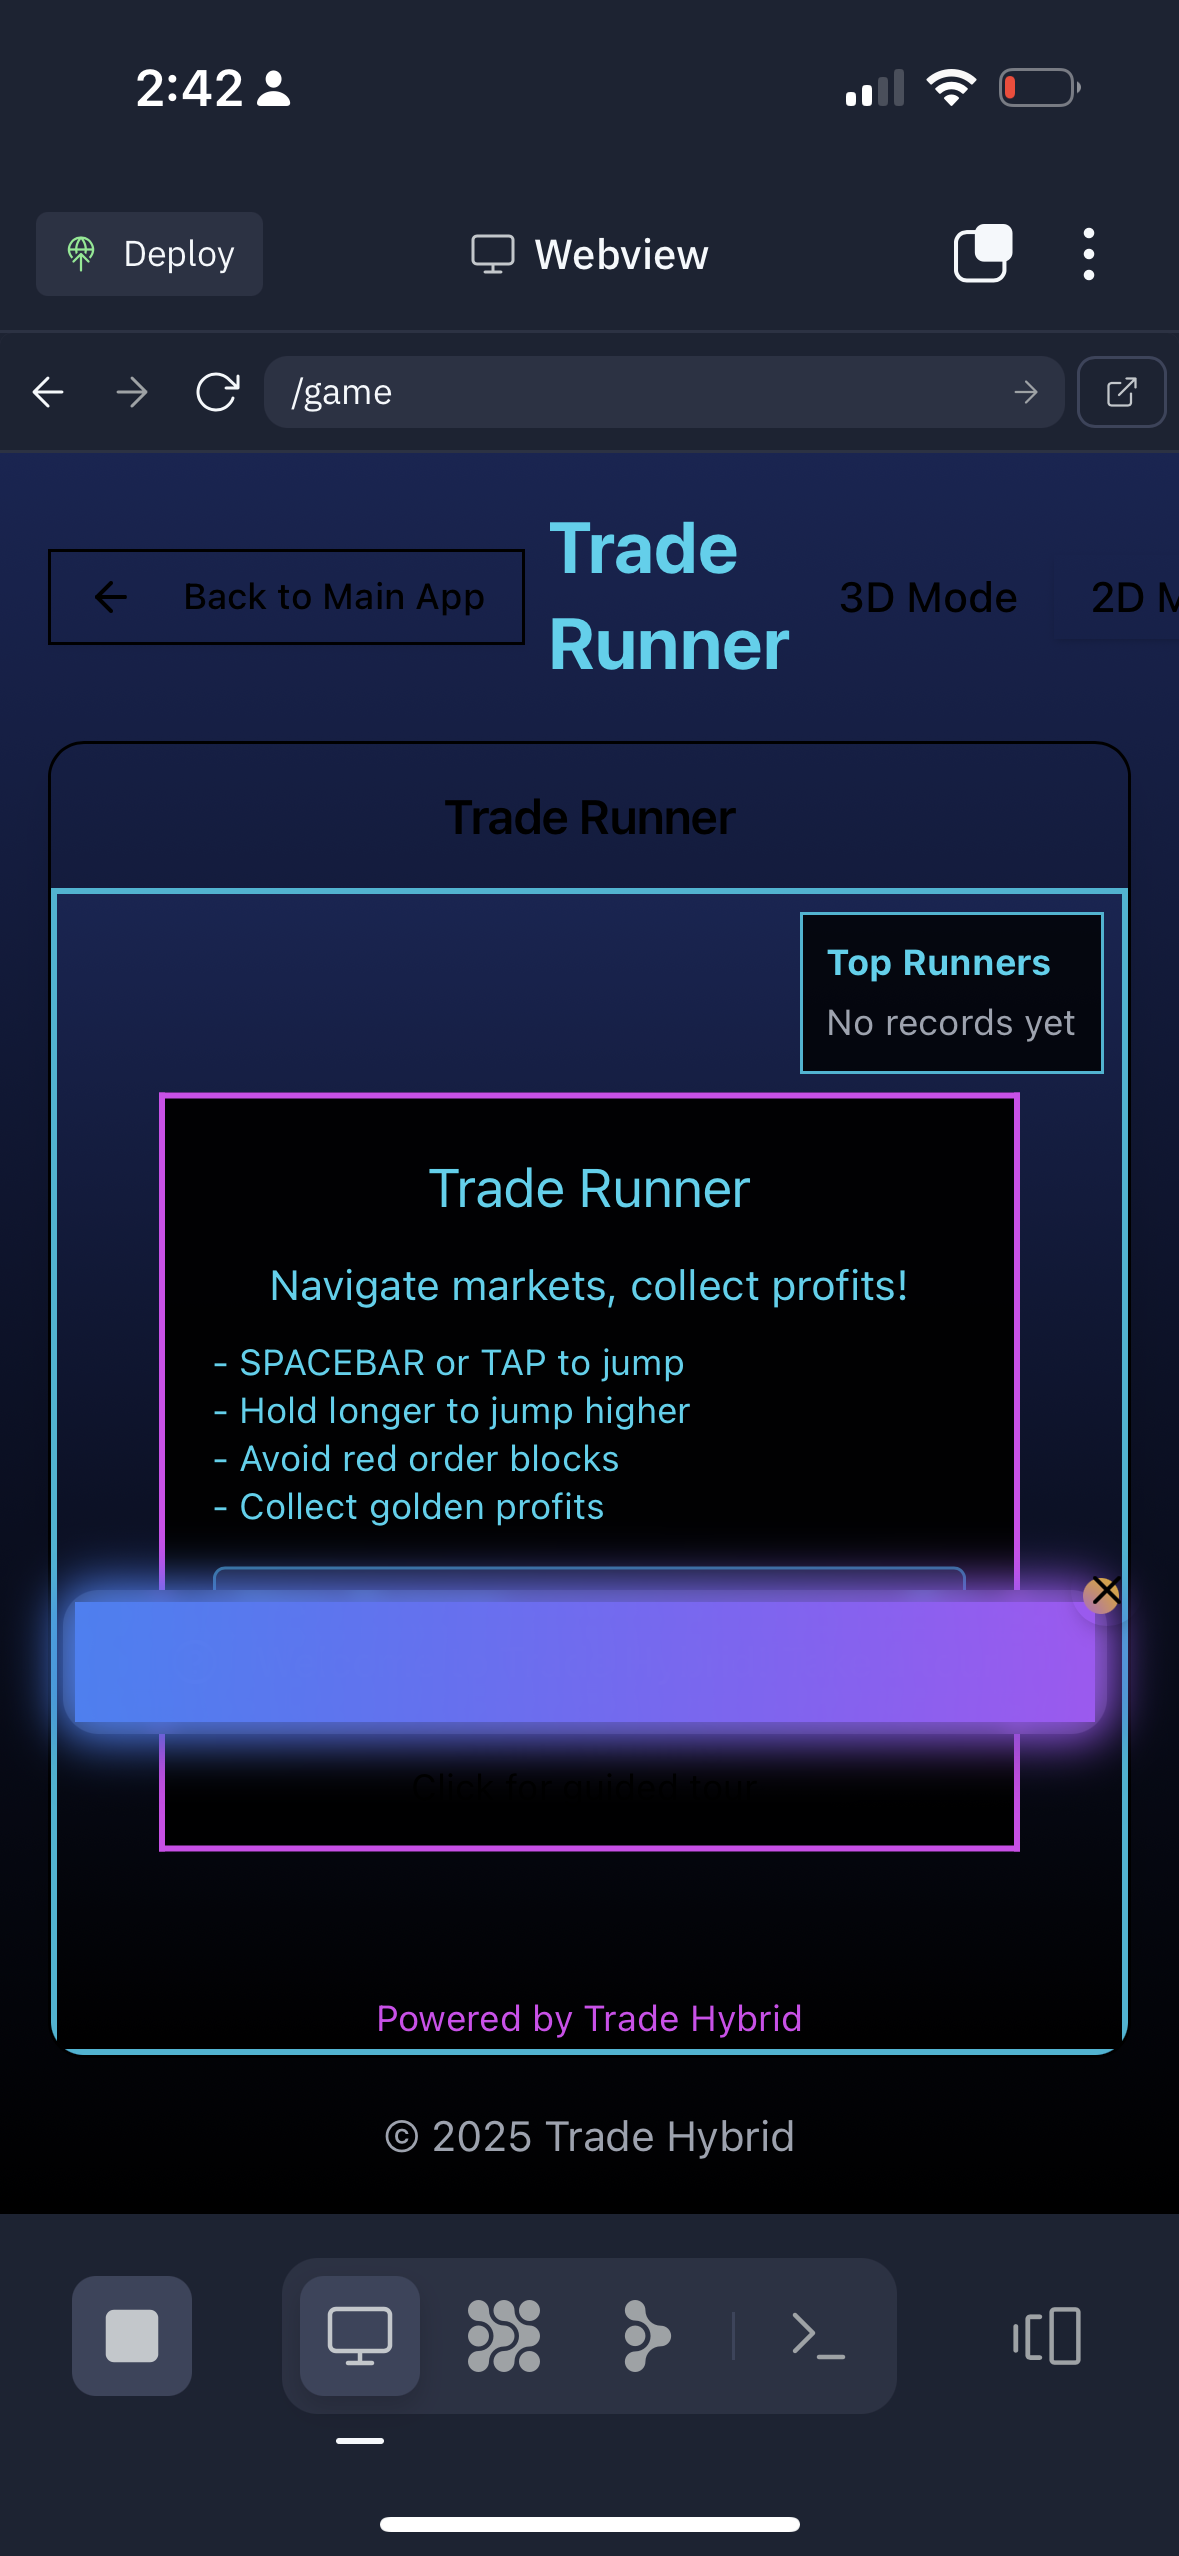 2:42
Deploy
Webview
/game
Back to Main App
Trade
Runner
3D Mode
2D M
Trade Runner
Top Runners
No records yet
Trade Runner
Navigate markets, collect profits!
- SPACEBAR or TAP to jump
- Hold longer to jump higher
- Avoid red order blocks
- Collect golden profits
Click for guided tour
Powered by Trade Hybrid
© 2025 Trade Hybrid